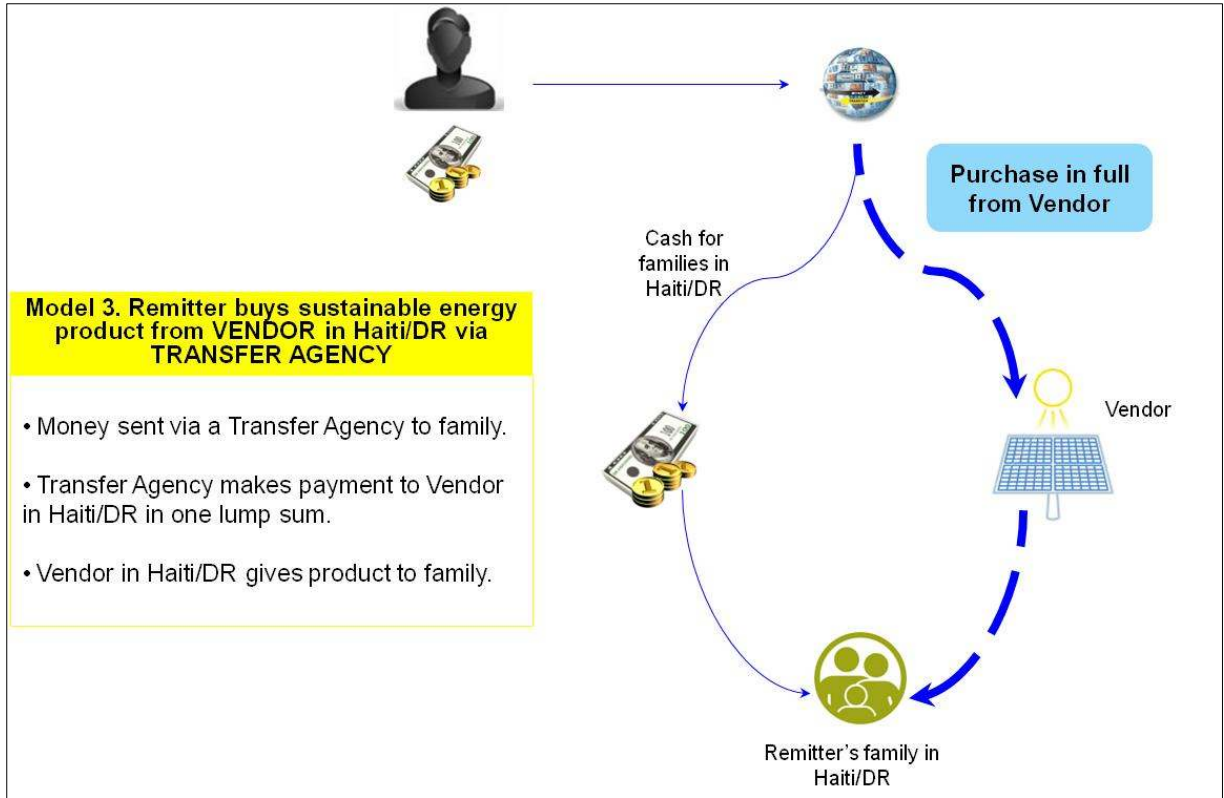 Purchase in full
from Vendor
Cash for
families in
Haiti/DR
Model 3. Remitter buys sustainable energy
product from VENDOR in Haiti/DR via
TRANSFER AGENCY
• Money sent via a Transfer Agency to family.
• Transfer Agency makes payment to Vendor
in Haiti/DR in one lump sum.
• Vendor in Haiti/DR gives product to family.
Vendor
Remitter's family in
Haiti/DR